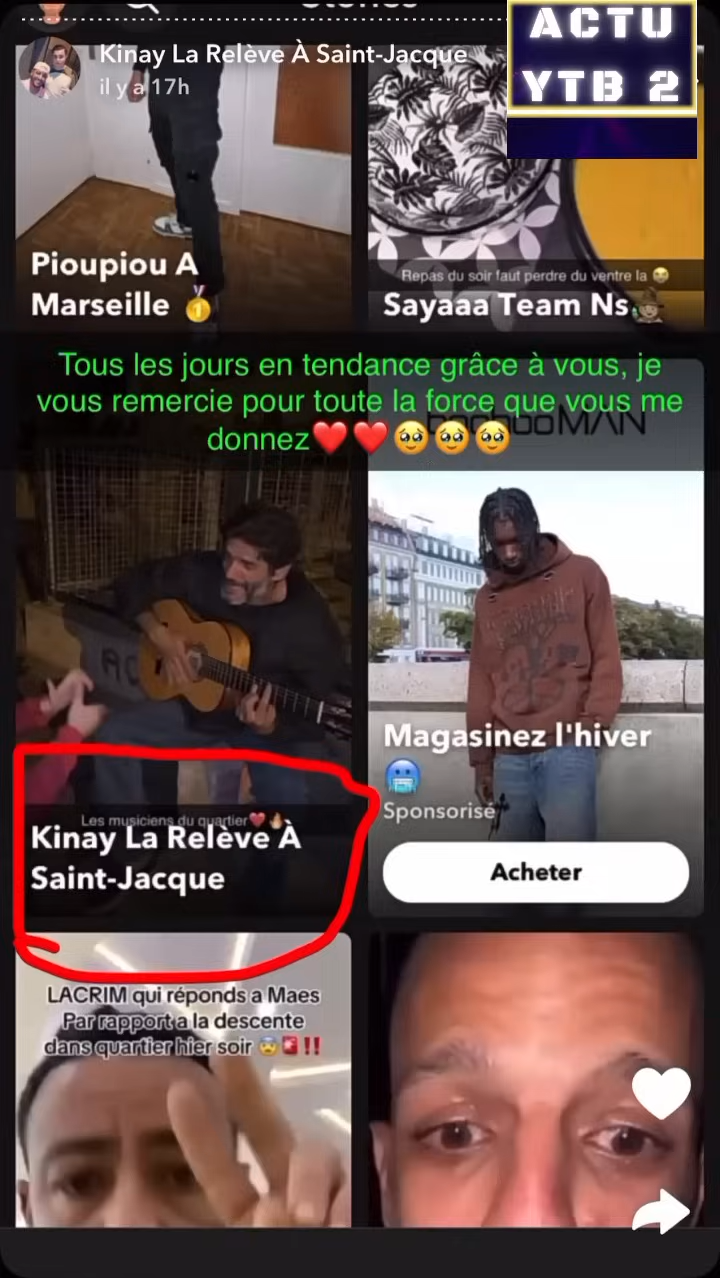 Stories
Kinay La Relève À Saint-Jacque
il y a 17h
ACTU
YTB 2
Pioupiou A
Marseille 🥇
Repas du soir faut perdre du ventre la 😭
Sayaaa Team Ns
Tous les jours en tendance grâce à vous, je
vous remercie pour toute la force que vous me
donnez❤️❤️🥹🥹🥹
boohooMAN
Les musiciens du quartier❤️🔥
Kinay La Relève À
Saint-Jacque
Magasinez l'hiver
🥶
Sponsorisé
Acheter
LACRIM qui réponds a Maes
Par rapport a la descente
dans quartier hier soir 😰🚨‼️